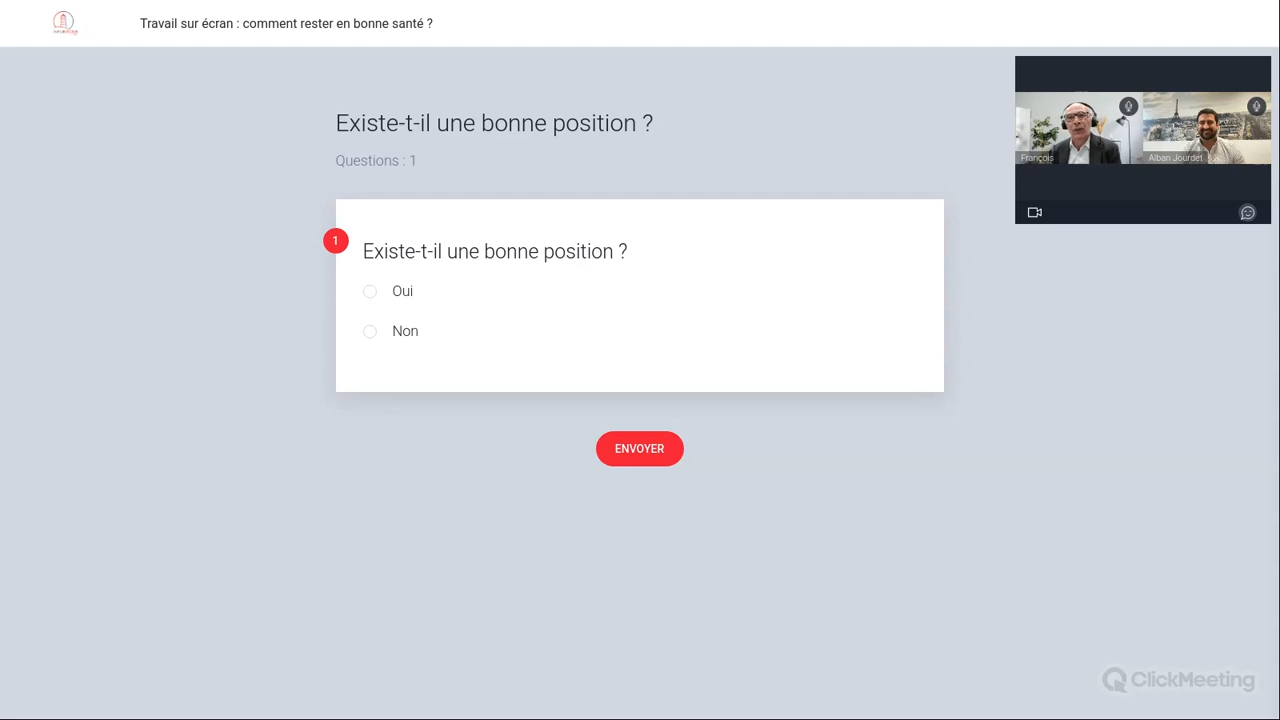 Travail sur écran : comment rester en bonne santé ?
Existe-t-il une bonne position ?
Questions : 1
François
Alban Jourdet
1
Existe-t-il une bonne position ?
Oui
Non
ENVOYER
ClickMeeting